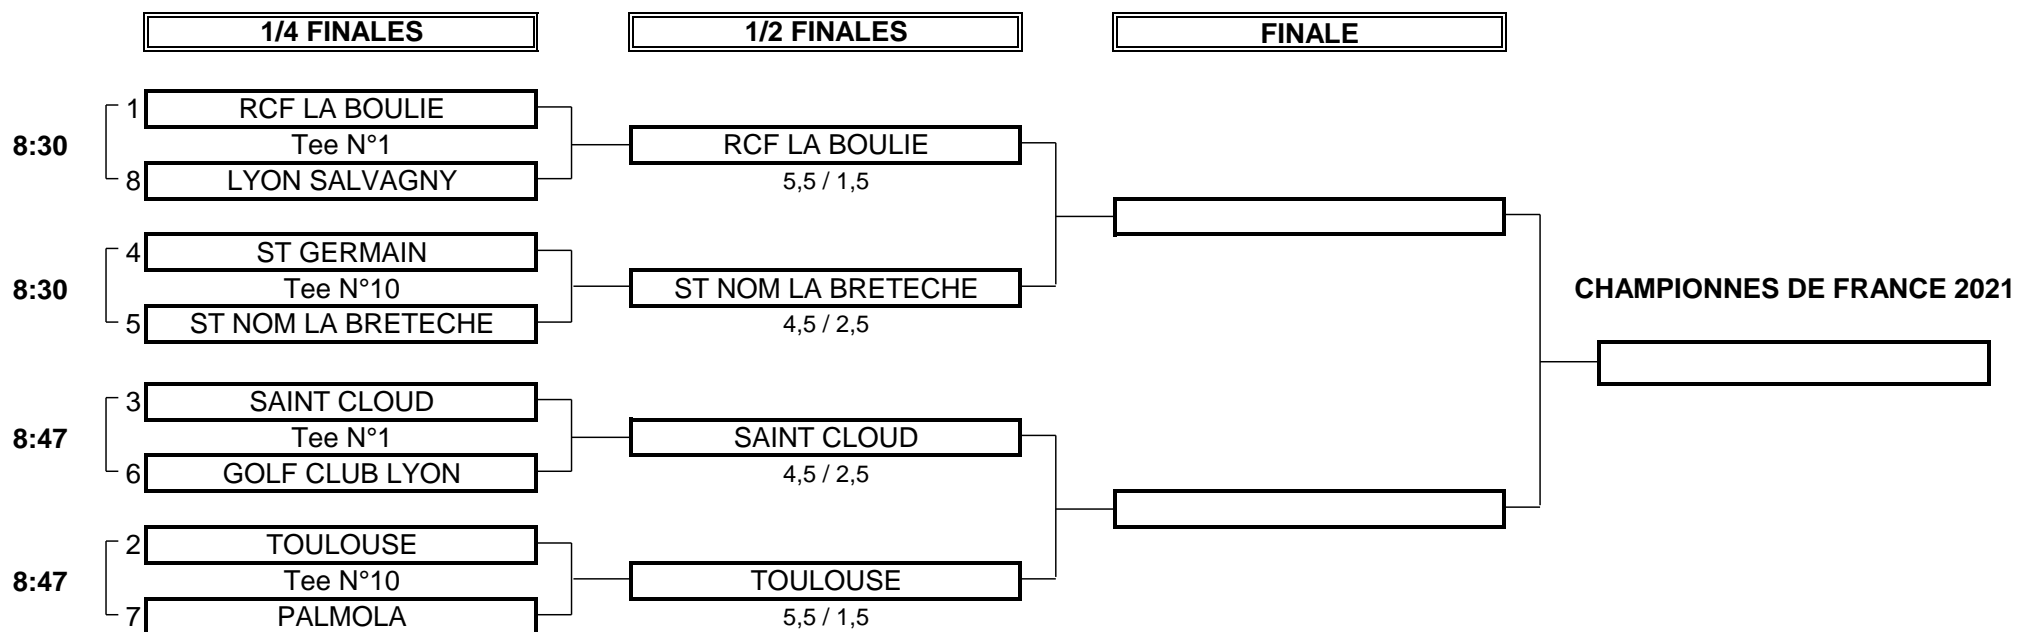 1/4 FINALES
1/2 FINALES
FINALE
1 RCF LA BOULIE
8:30 Tee N°1
8 LYON SALVAGNY
RCF LA BOULIE
5,5 / 1,5
4 ST GERMAIN
8:30 Tee N°10
5 ST NOM LA BRETECHE
ST NOM LA BRETECHE
4,5 / 2,5
CHAMPIONNES DE FRANCE 2021
3 SAINT CLOUD
8:47 Tee N°1
6 GOLF CLUB LYON
SAINT CLOUD
4,5 / 2,5
2 TOULOUSE
8:47 Tee N°10
7 PALMOLA
TOULOUSE
5,5 / 1,5